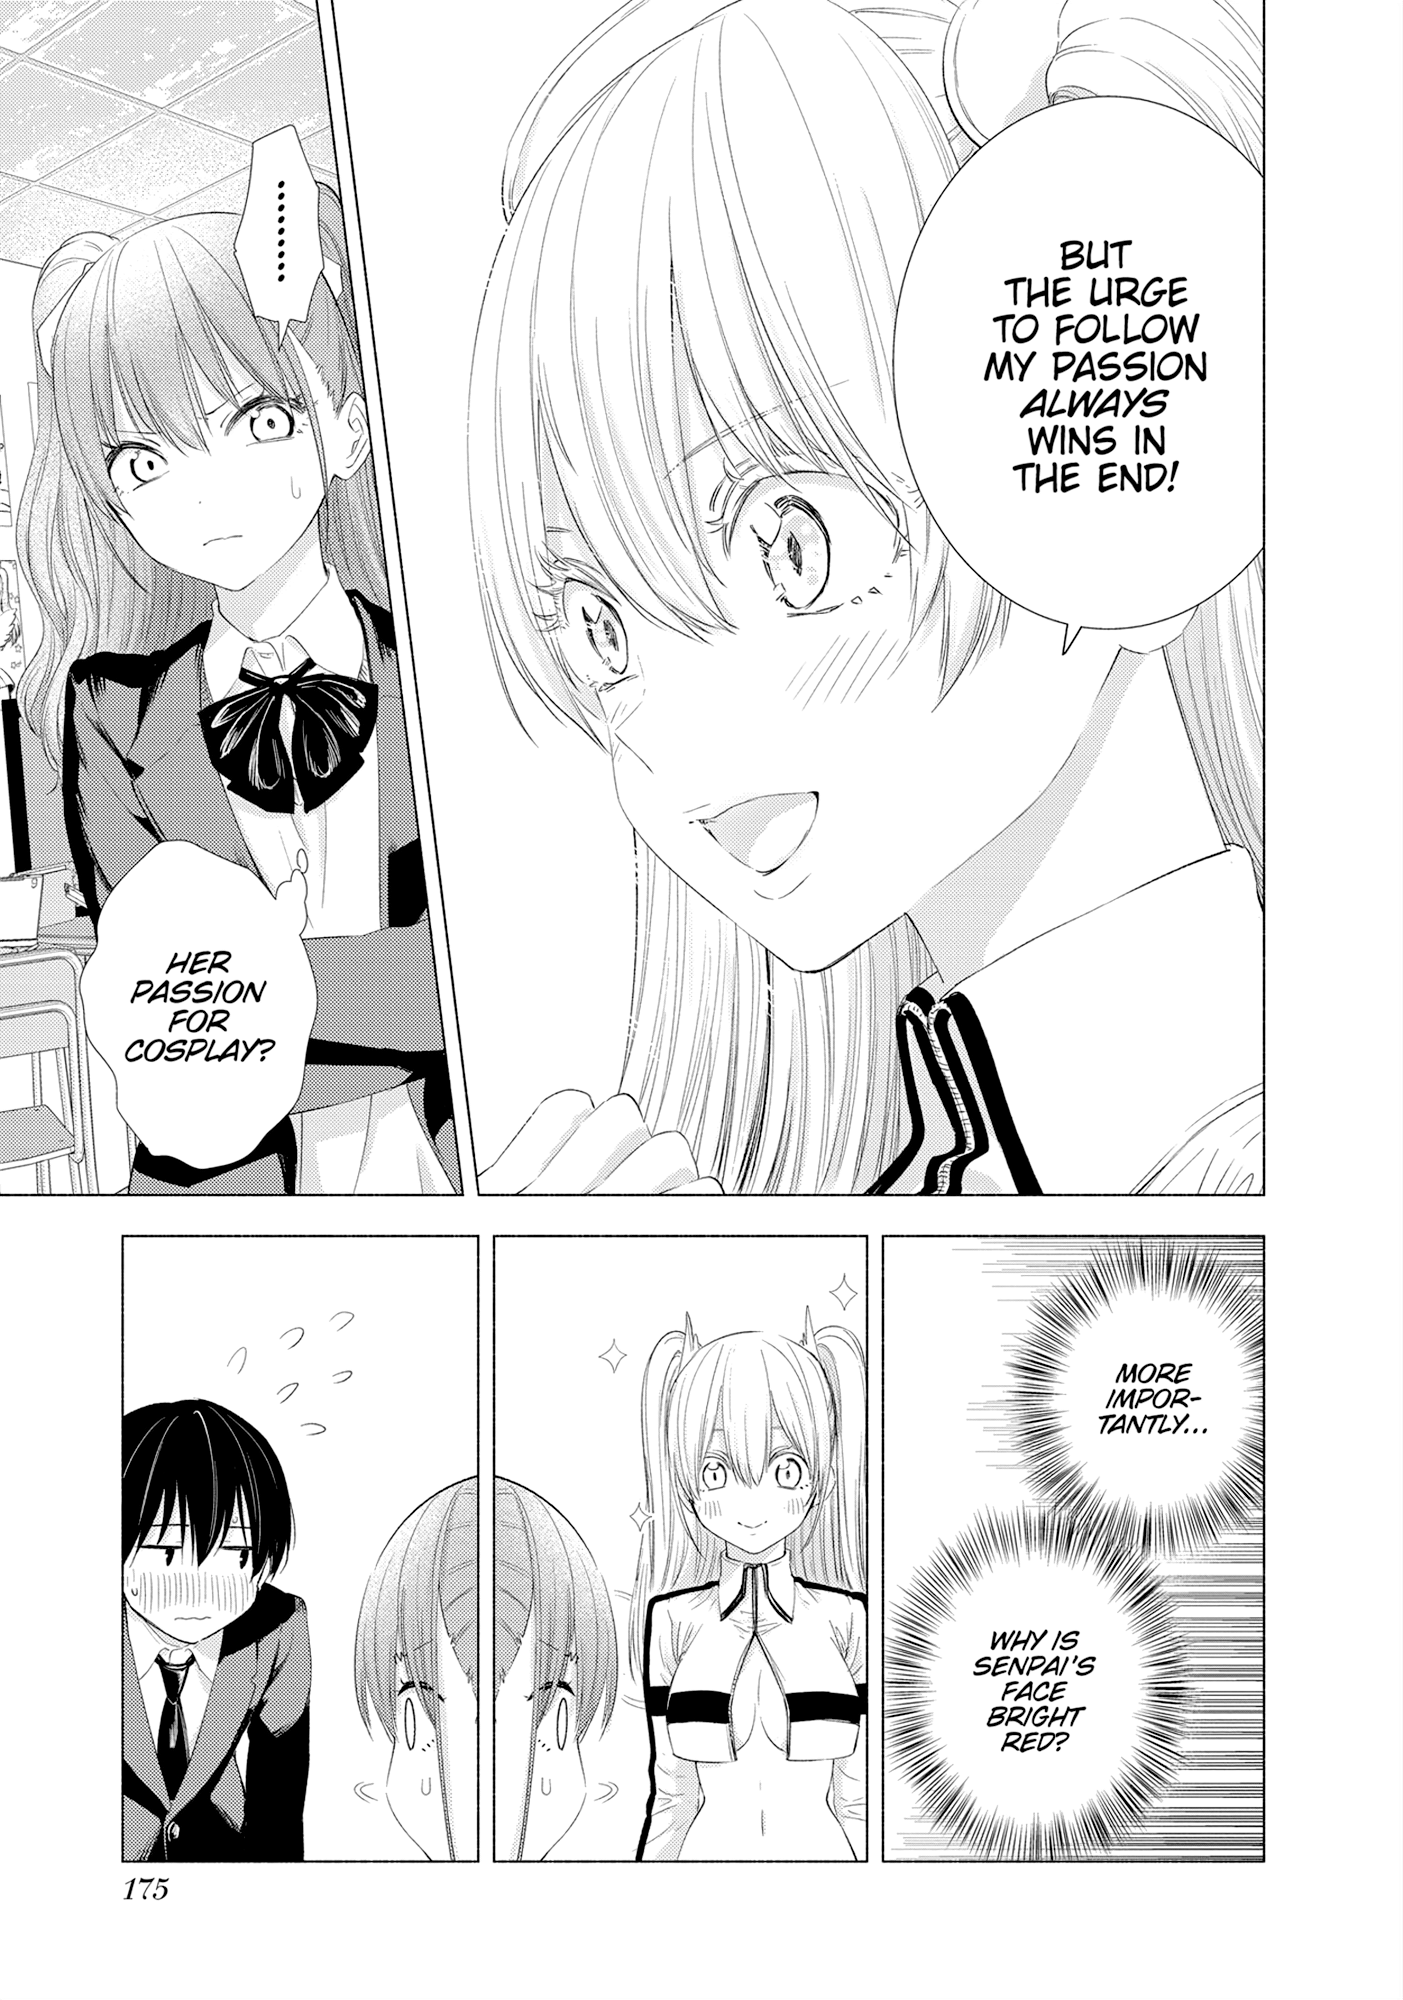 BUT
THE URGE
TO FOLLOW
MY PASSION
ALWAYS
WINS IN
THE END!
..........
HER
PASSION
FOR
COSPLAY?
MORE
IMPOR-
TANTLY...
WHY IS
SENPAI'S
FACE
BRIGHT
RED?
175